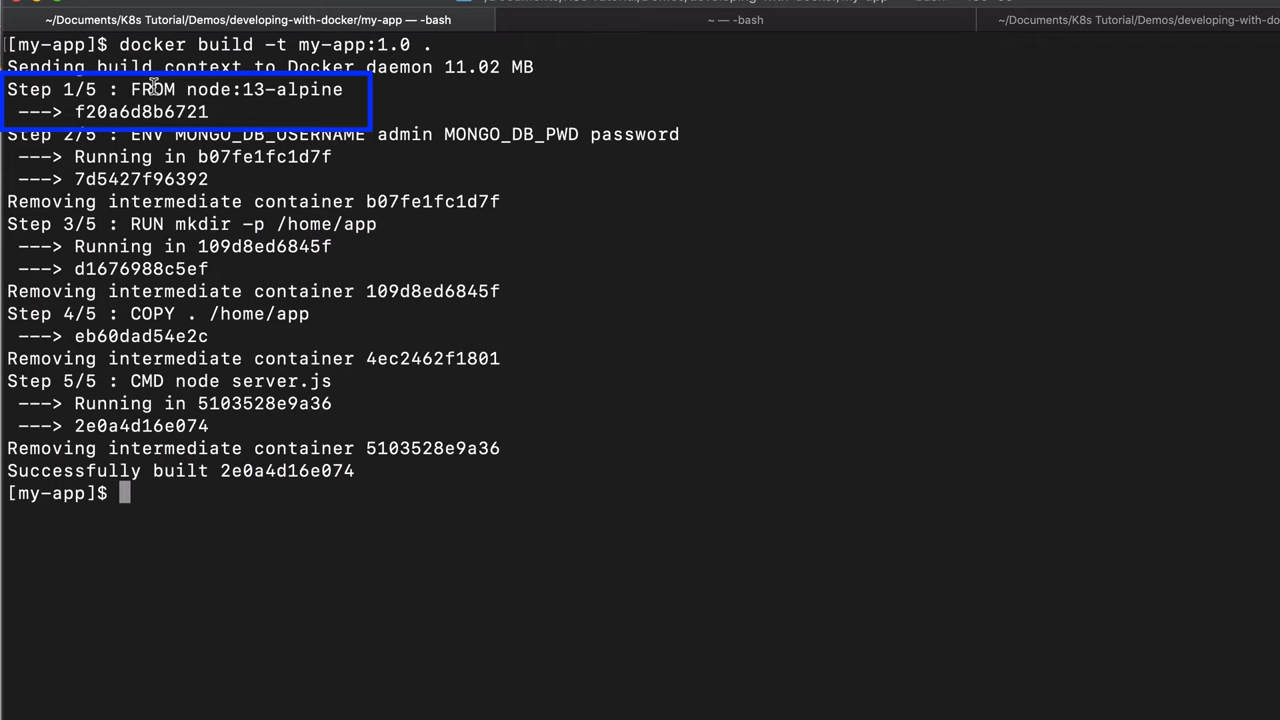 ~/Documents/K8s Tutorial/Demos/developing-with-docker/my-app — -bash
~ — -bash
~/Documents/K8s Tutorial/Demos/developing-with-do
[my-app]$ docker build -t my-app:1.0 .
Sending build context to Docker daemon 11.02 MB
Step 1/5 : FROM node:13-alpine
---> f20a6d8b6721
Step 2/5 : ENV MONGO_DB_USERNAME admin MONGO_DB_PWD password
---> Running in b07fe1fc1d7f
---> 7d5427f96392
Removing intermediate container b07fe1fc1d7f
Step 3/5 : RUN mkdir -p /home/app
---> Running in 109d8ed6845f
---> d1676988c5ef
Removing intermediate container 109d8ed6845f
Step 4/5 : COPY . /home/app
---> eb60dad54e2c
Removing intermediate container 4ec2462f1801
Step 5/5 : CMD node server.js
---> Running in 5103528e9a36
---> 2e0a4d16e074
Removing intermediate container 5103528e9a36
Successfully built 2e0a4d16e074
[my-app]$